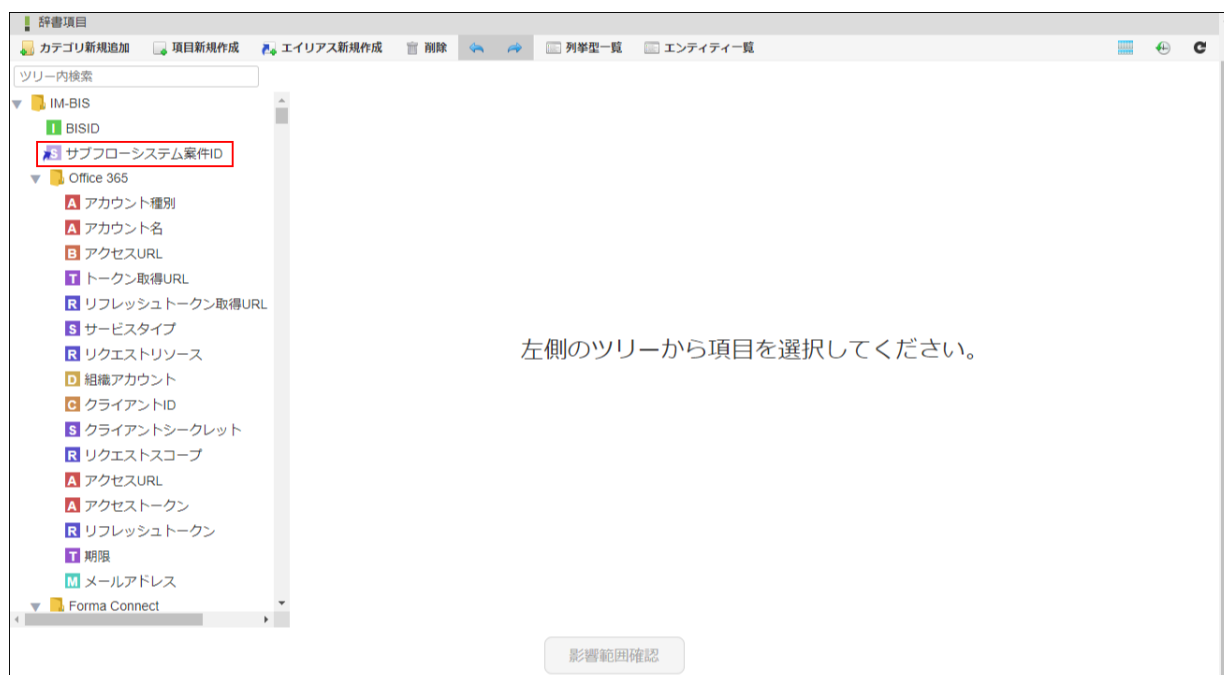 辞書項目
カテゴリ新規追加 項目新規作成 エイリアス新規作成 削除 列挙型一覧 エンティティ一覧
ツリー内検索
IM-BIS
I BISID
S サブフローシステム案件ID
Office 365
A アカウント種別
A アカウント名
B アクセスURL
T トークン取得URL
R リフレッシュトークン取得URL
S サービスタイプ
R リクエストリソース
D 組織アカウント
C クライアントID
S クライアントシークレット
R リクエストスコープ
A アクセスURL
A アクセストークン
R リフレッシュトークン
T 期限
M メールアドレス
Forma Connect
左側のツリーから項目を選択してください。
影響範囲確認